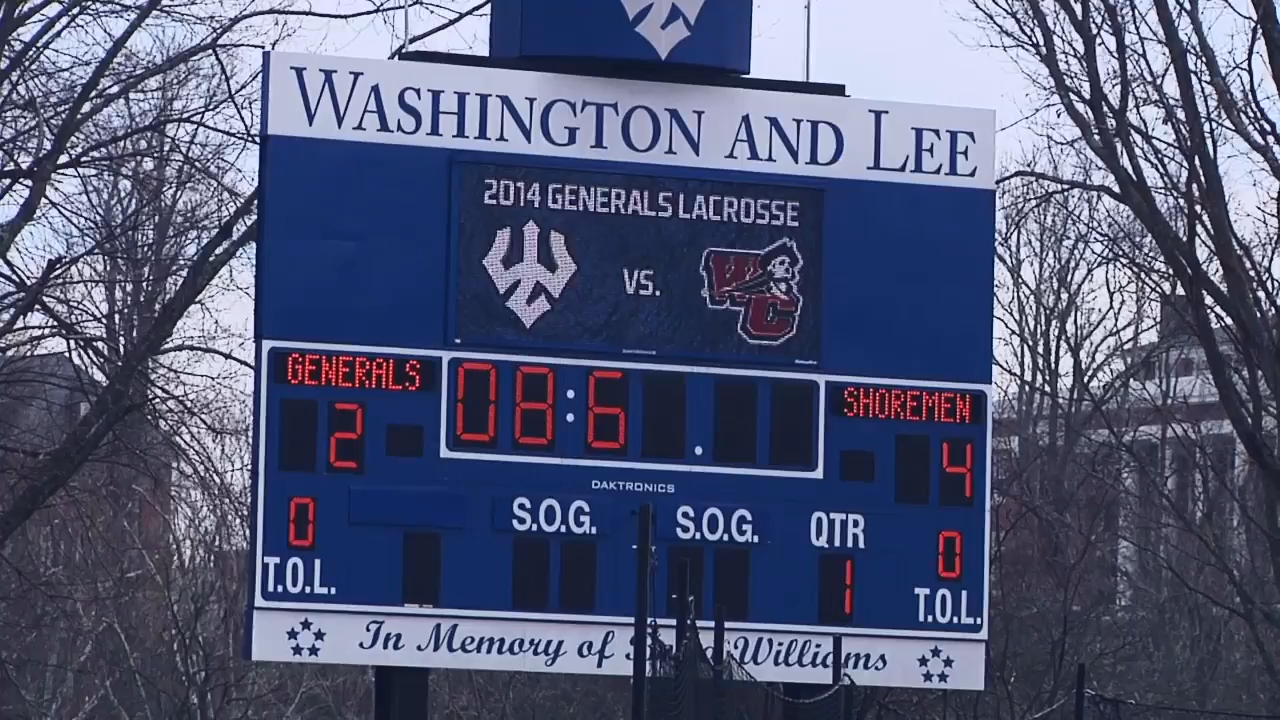 WASHINGTON AND LEE
2014 GENERALS LACROSSE
VS.
WC
GENERALS
08:6 .
SHOREMEN
2
4
DAKTRONICS
0
S.O.G.
S.O.G.
QTR
0
T.O.L.
1
T.O.L.
In Memory of Williams